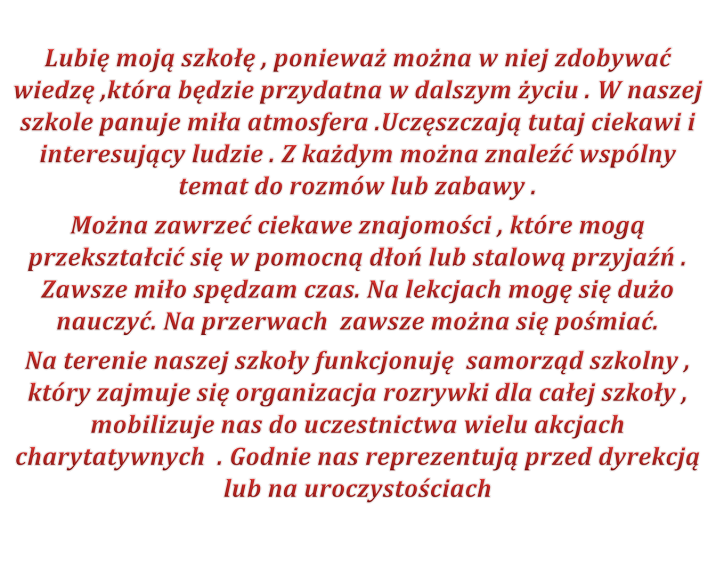 Lubię moją szkołę , ponieważ można w niej zdobywać
wiedzę ,która będzie przydatna w dalszym życiu . W naszej
szkole panuje miła atmosfera .Uczęszczają tutaj ciekawi i
interesujący ludzie . Z każdym można znaleźć wspólny
temat do rozmów lub zabawy .
Można zawrzeć ciekawe znajomości , które mogą
przekształcić się w pomocną dłoń lub stalową przyjaźń .
Zawsze miło spędzam czas. Na lekcjach mogę się dużo
nauczyć. Na przerwach  zawsze można się pośmiać.
Na terenie naszej szkoły funkcjonuję  samorząd szkolny ,
który zajmuje się organizacja rozrywki dla całej szkoły ,
mobilizuje nas do uczestnictwa wielu akcjach
charytatywnych  . Godnie nas reprezentują przed dyrekcją
lub na uroczystościach